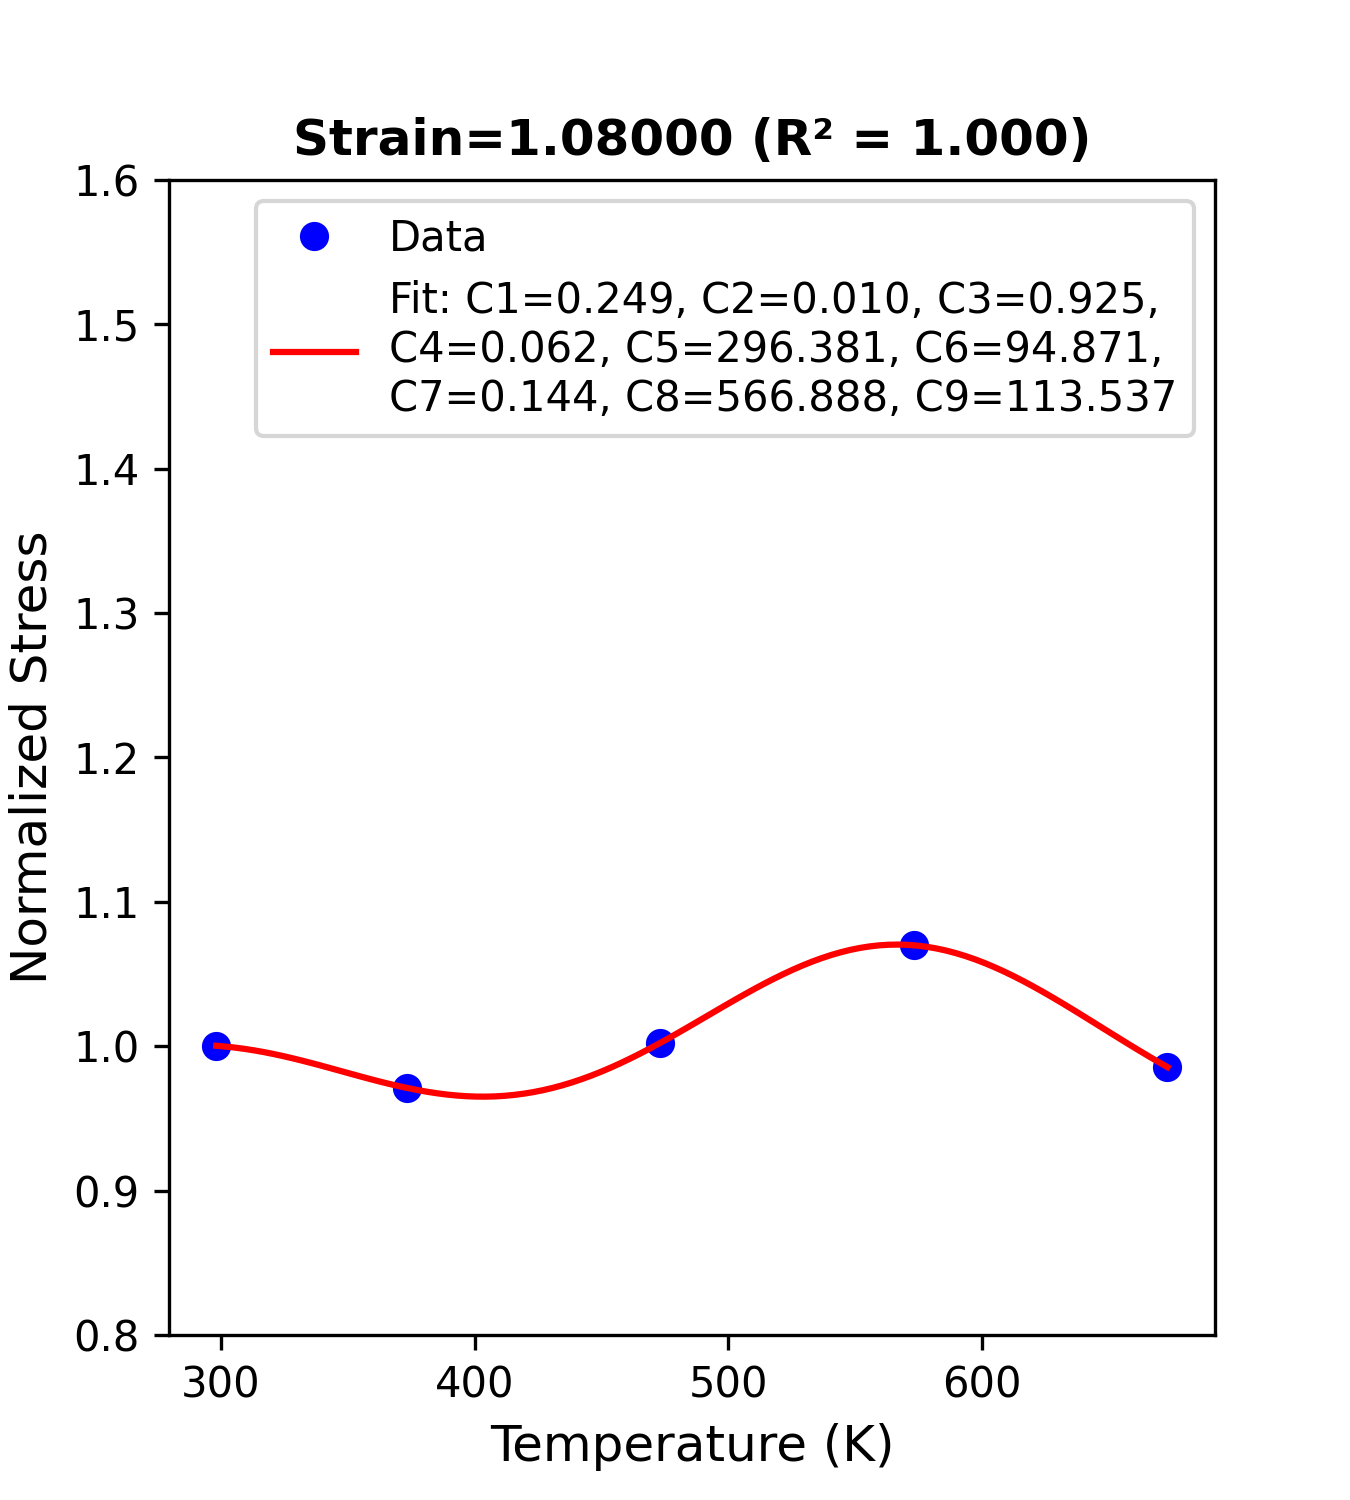 Strain=1.08000 (R² = 1.000)
1.6
1.5
1.4
1.3
1.2
1.1
1.0
0.9
0.8
Normalized Stress
Data
Fit: C1=0.249, C2=0.010, C3=0.925,
C4=0.062, C5=296.381, C6=94.871,
C7=0.144, C8=566.888, C9=113.537
300 400 500 600
Temperature (K)